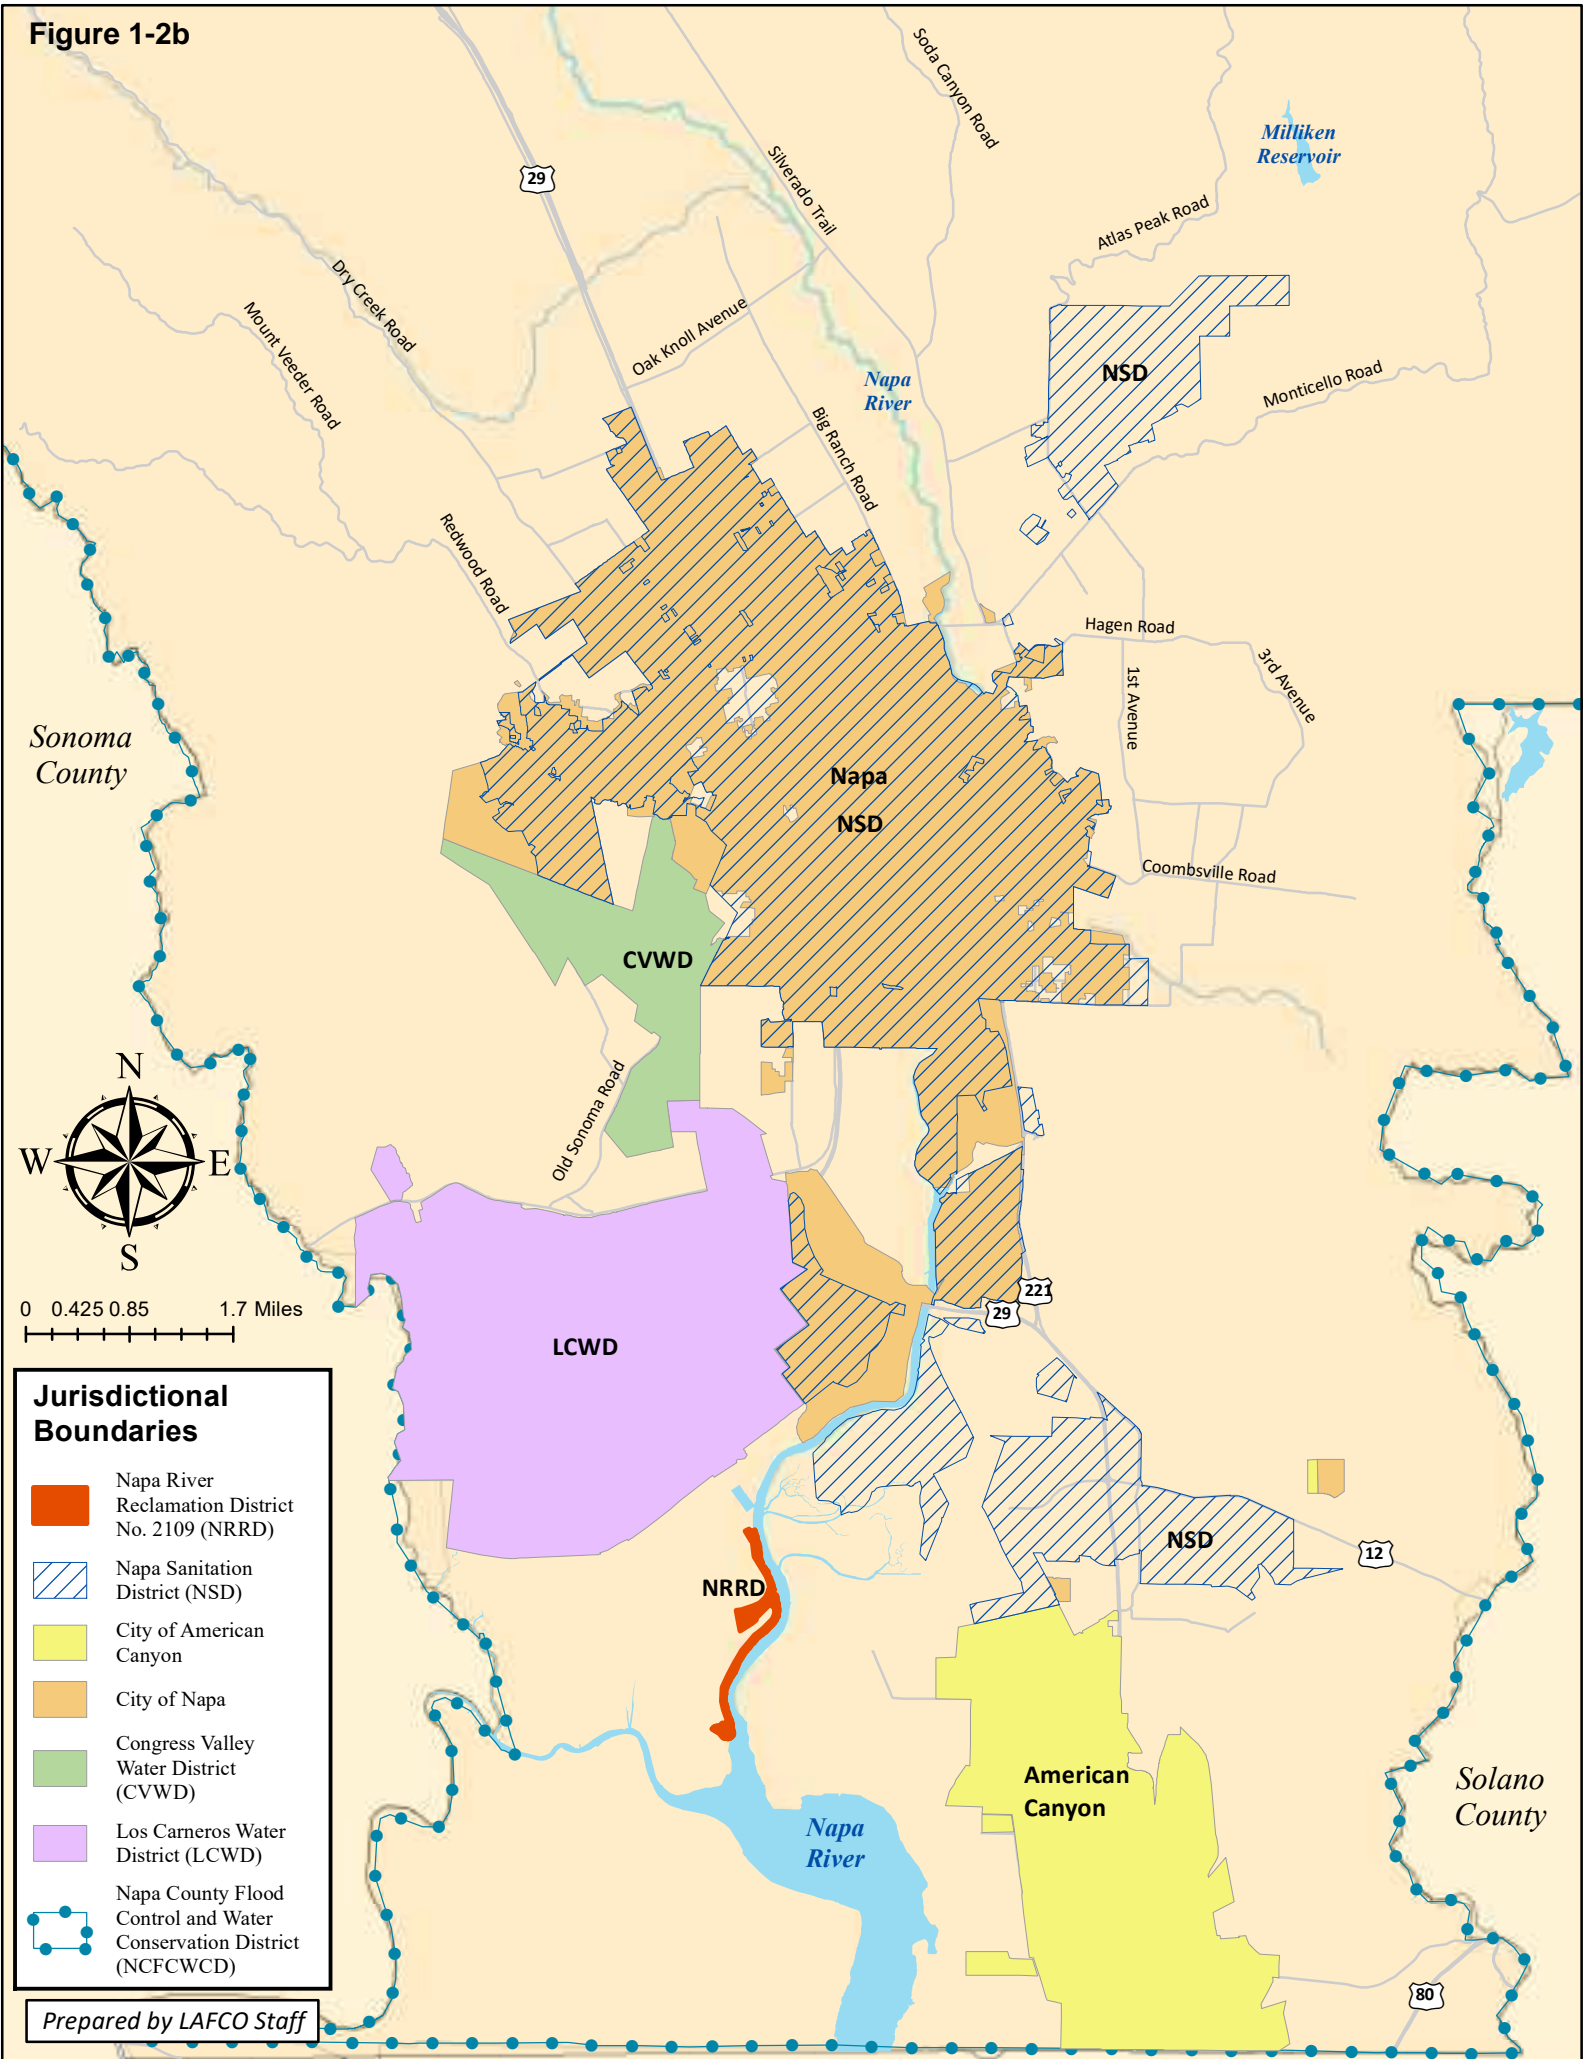 Figure 1-2b
Soda Canyon Road
Milliken
Reservoir
29
Silverado Trail
Atlas Peak Road
Dry Creek Road
Mount Veeder Road
Oak Knoll Avenue
NSD
Napa
River
Monticello Road
Big Ranch Road
Redwood Road
Hagen Road
3rd Avenue
1st Avenue
Sonoma
County
Napa
NSD
Coombsville Road
CVWD
N
W
E
S
Old Sonoma Road
0 0.425 0.85 1.7 Miles
221
29
LCWD
Jurisdictional
Boundaries
Napa River
Reclamation District
No. 2109 (NRRD)
Napa Sanitation
District (NSD)
City of American
Canyon
City of Napa
Congress Valley
Water District
(CVWD)
Los Carneros Water
District (LCWD)
Napa County Flood
Control and Water
Conservation District
(NCFCWCD)
NSD
12
NRRD
American
Canyon
Solano
County
Napa
River
80
Prepared by LAFCO Staff